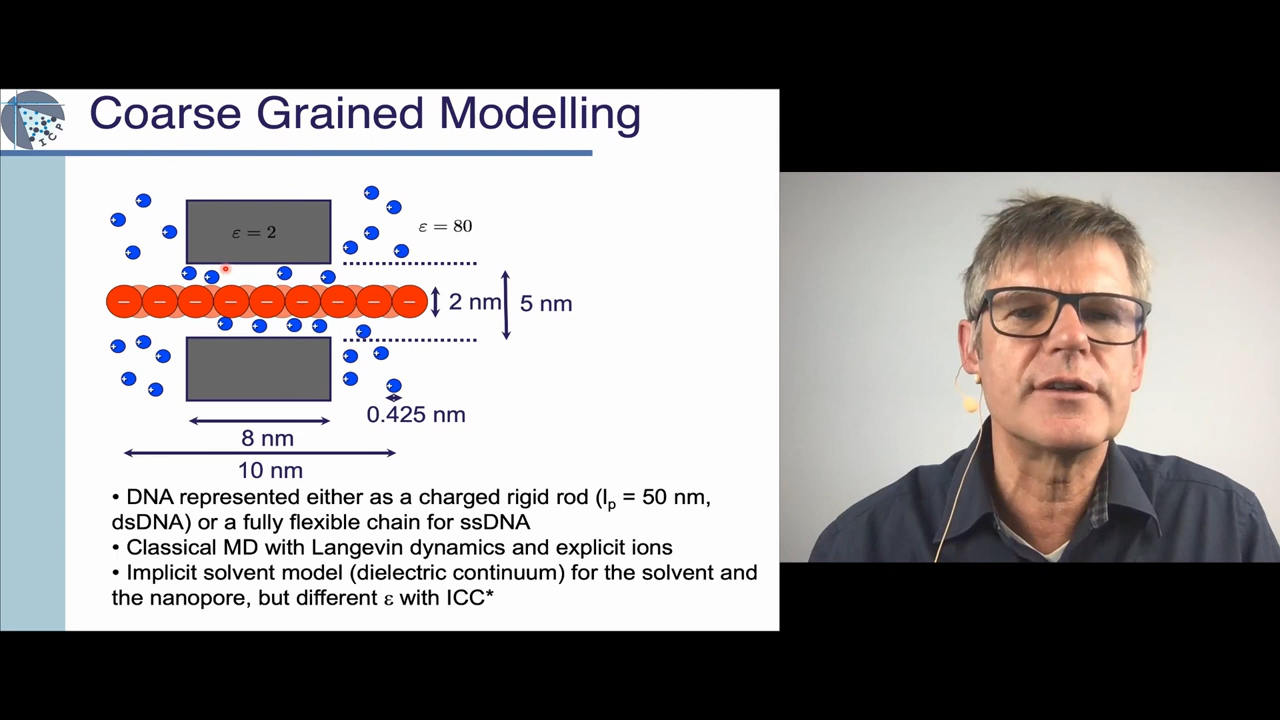 ICP
Coarse Grained Modelling
ε = 2
ε = 80
2 nm
5 nm
0.425 nm
8 nm
10 nm
• DNA represented either as a charged rigid rod (lp = 50 nm,
dsDNA) or a fully flexible chain for ssDNA
• Classical MD with Langevin dynamics and explicit ions
• Implicit solvent model (dielectric continuum) for the solvent and
the nanopore, but different ε with ICC*